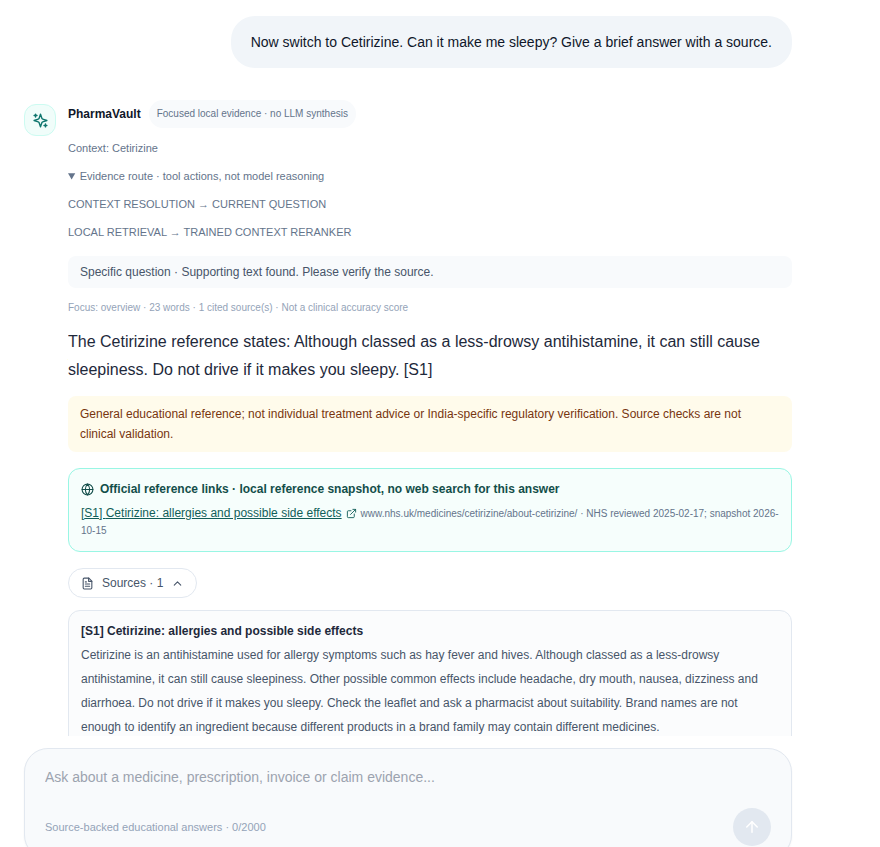 Now switch to Cetirizine. Can it make me sleepy? Give a brief answer with a source.
PharmaVault
Focused local evidence · no LLM synthesis
Context: Cetirizine
▼ Evidence route · tool actions, not model reasoning
CONTEXT RESOLUTION → CURRENT QUESTION
LOCAL RETRIEVAL → TRAINED CONTEXT RERANKER
Specific question · Supporting text found. Please verify the source.
Focus: overview · 23 words · 1 cited source(s) · Not a clinical accuracy score
The Cetirizine reference states: Although classed as a less-drowsy antihistamine, it can still cause
sleepiness. Do not drive if it makes you sleepy. [S1]
General educational reference; not individual treatment advice or India-specific regulatory verification. Source checks are not
clinical validation.
Official reference links · local reference snapshot, no web search for this answer
[S1] Cetirizine: allergies and possible side effects www.nhs.uk/medicines/cetirizine/about-cetirizine/ · NHS reviewed 2025-02-17; snapshot 2026-
10-15
Sources · 1
[S1] Cetirizine: allergies and possible side effects
Cetirizine is an antihistamine used for allergy symptoms such as hay fever and hives. Although classed as a less-drowsy
antihistamine, it can still cause sleepiness. Other possible common effects include headache, dry mouth, nausea, dizziness and
diarrhoea. Do not drive if it makes you sleepy. Check the leaflet and ask a pharmacist about suitability. Brand names are not
enough to identify an ingredient because different products in a brand family may contain different medicines.
Ask about a medicine, prescription, invoice or claim evidence...
Source-backed educational answers · 0/2000